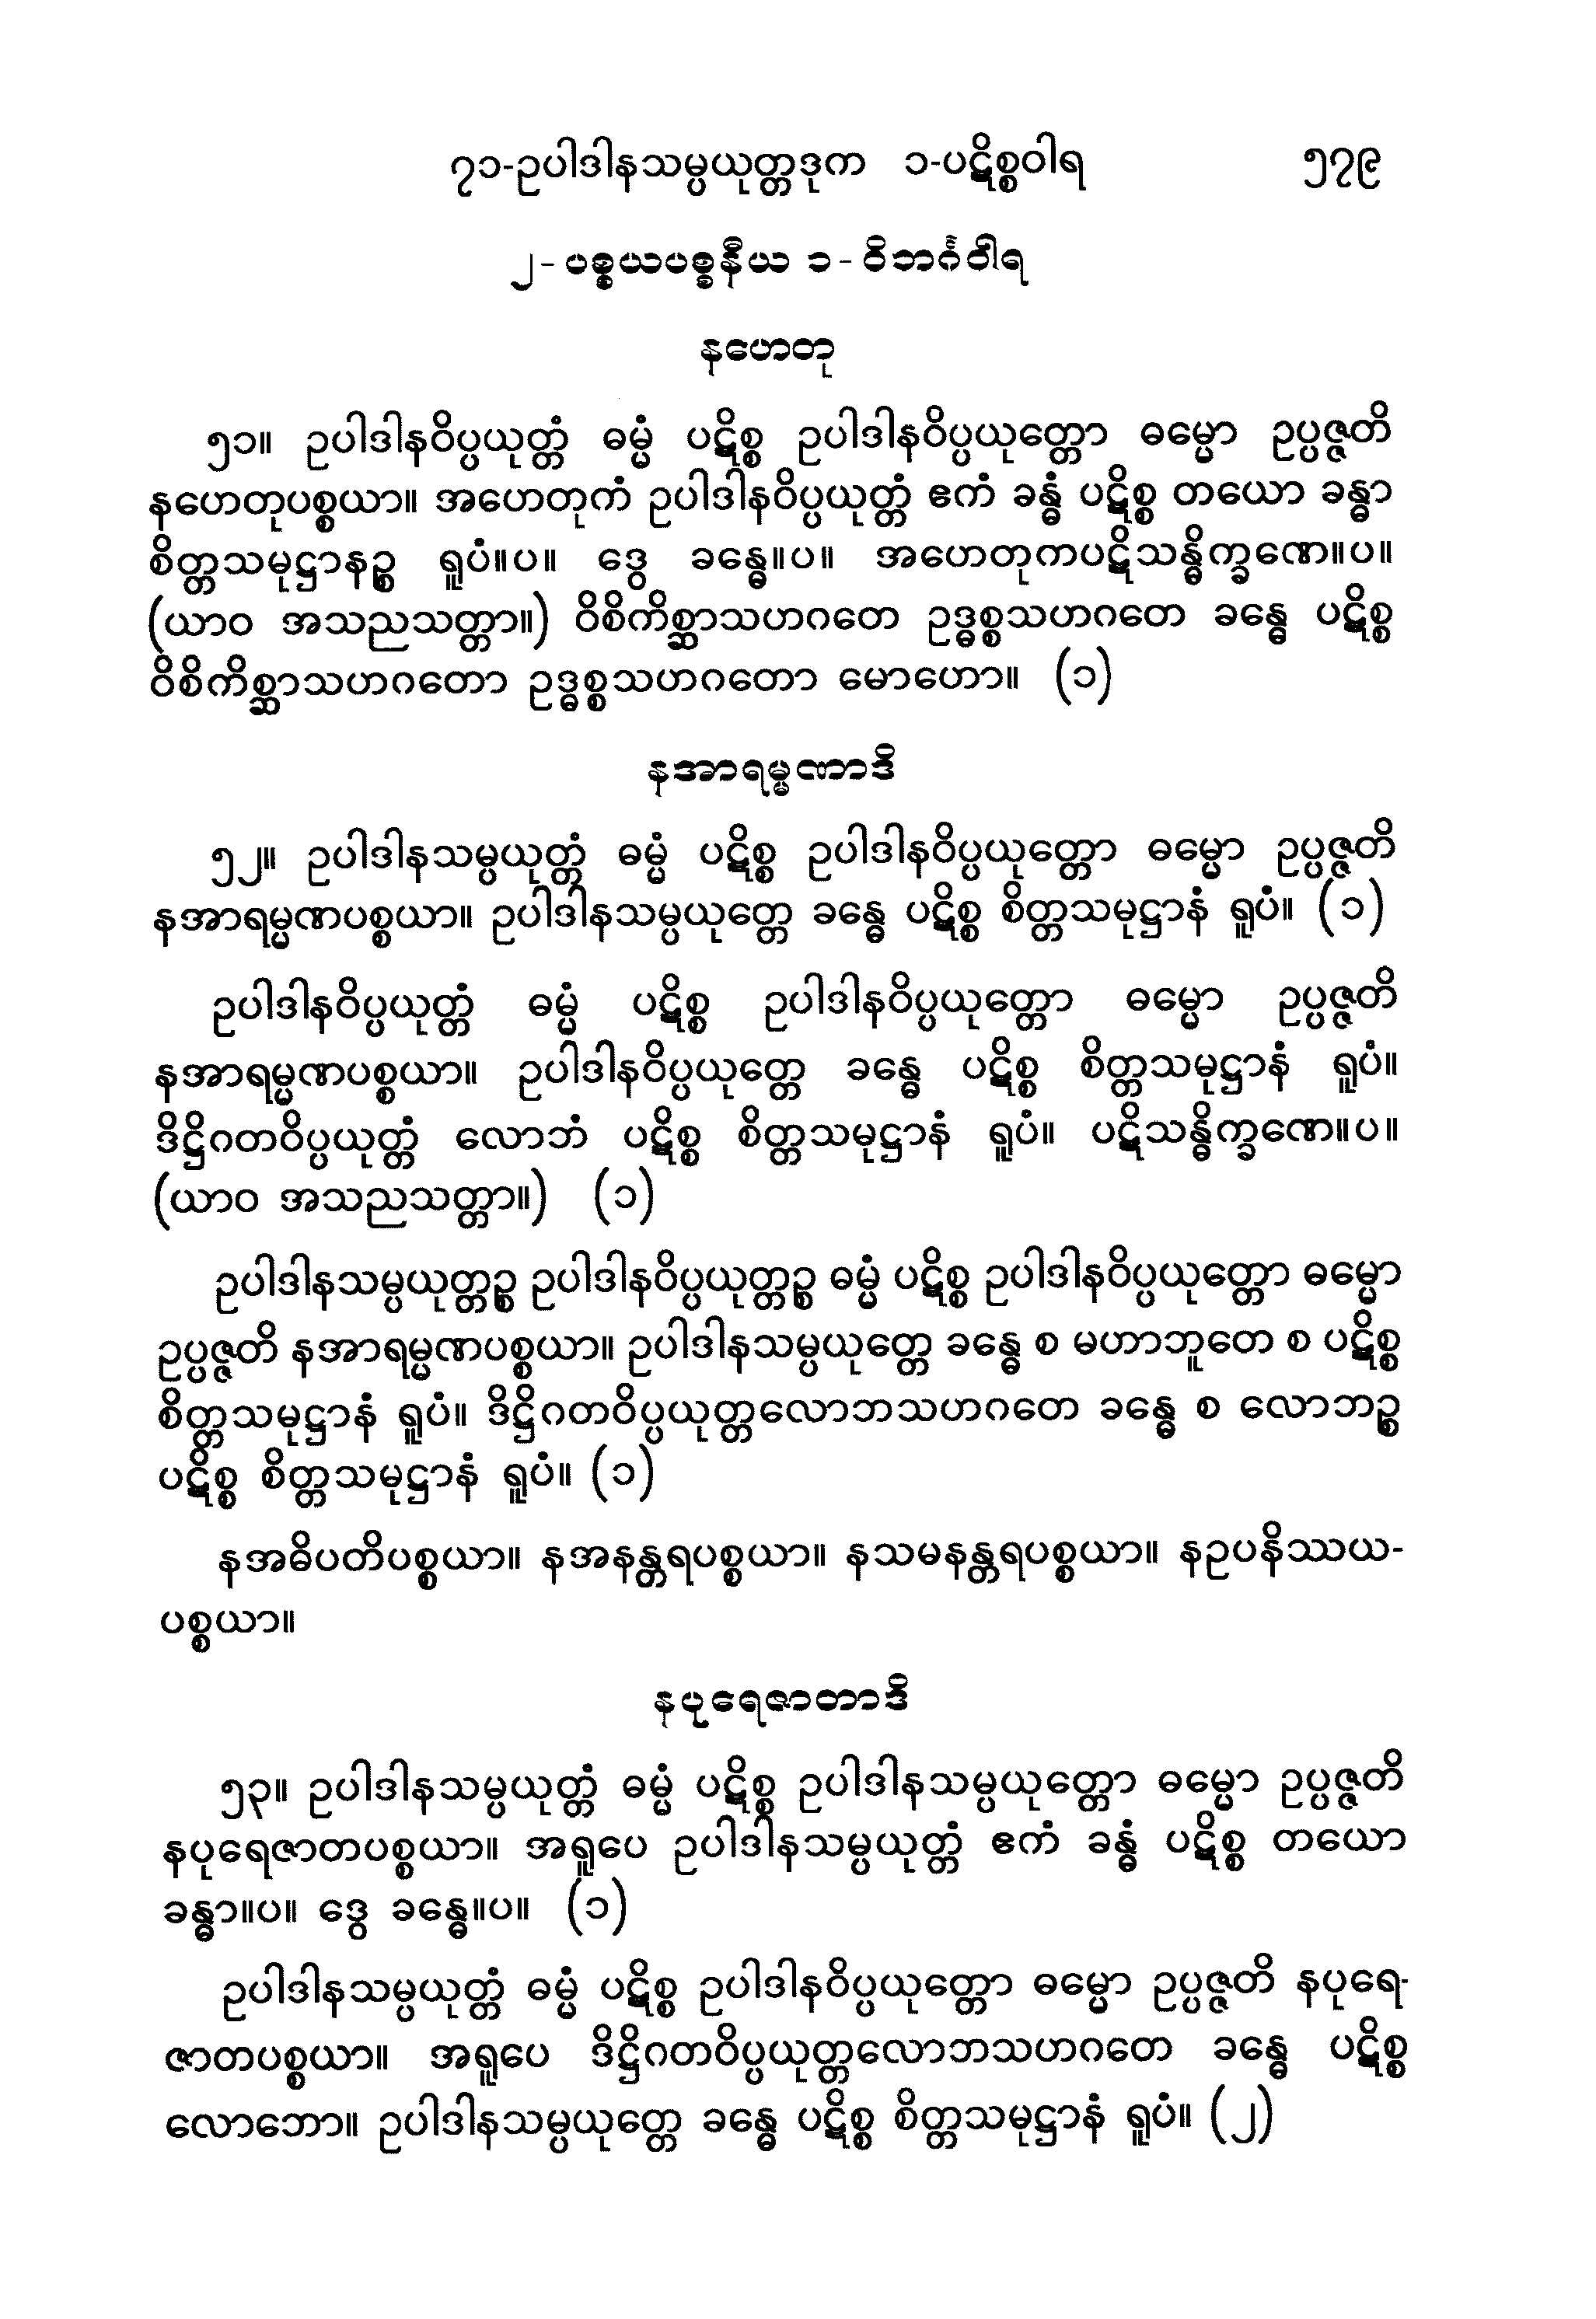 ၇၁-ဥပါဒါနသမ္ပယုတ္တဒုက ၁-ပဋိစ္စဝါရ ၅၇၉
၂-ပစ္စယပစ္စနီယ ၁-ဝိဘင်္ဂဝါရ
နဟေတု
၅၁။ ဥပါဒါနဝိပ္ပယုတ္တံ ဓမ္မံ ပဋိစ္စ ဥပါဒါနဝိပ္ပယုတ္တော ဓမ္မော ဥပ္ပဇ္ဇတိ
နဟေတုပစ္စယာ။ အဟေတုကံ ဥပါဒါနဝိပ္ပယုတ္တံ ဧကံ ခန္ဓံ ပဋိစ္စ တယော ခန္ဓာ
စိတ္တသမုဋ္ဌာနဉ္စ ရူပံ။ပ။ ဒွေ ခန္ဓေ။ပ။ အဟေတုကပဋိသန္ဓိက္ခဏေ။ပ။
(ယာဝ အသညသတ္တာ။) ဝိစိကိစ္ဆာသဟဂတေ ဥဒ္ဓစ္စသဟဂတေ ခန္ဓေ ပဋိစ္စ
ဝိစိကိစ္ဆာသဟဂတော ဥဒ္ဓစ္စသဟဂတော မောဟော။ (၁)
နအာရမ္မဏာဒိ
၅၂။ ဥပါဒါနသမ္ပယုတ္တံ ဓမ္မံ ပဋိစ္စ ဥပါဒါနဝိပ္ပယုတ္တော ဓမ္မော ဥပ္ပဇ္ဇတိ
နအာရမ္မဏပစ္စယာ။ ဥပါဒါနသမ္ပယုတ္တေ ခန္ဓေ ပဋိစ္စ စိတ္တသမုဋ္ဌာနံ ရူပံ။ (၁)
ဥပါဒါနဝိပ္ပယုတ္တံ ဓမ္မံ ပဋိစ္စ ဥပါဒါနဝိပ္ပယုတ္တော ဓမ္မော ဥပ္ပဇ္ဇတိ
နအာရမ္မဏပစ္စယာ။ ဥပါဒါနဝိပ္ပယုတ္တေ ခန္ဓေ ပဋိစ္စ စိတ္တသမုဋ္ဌာနံ ရူပံ။
ဒိဋ္ဌိဂတဝိပ္ပယုတ္တံ လောဘံ ပဋိစ္စ စိတ္တသမုဋ္ဌာနံ ရူပံ။ ပဋိသန္ဓိက္ခဏေ။ပ။
(ယာဝ အသညသတ္တာ။) (၁)
ဥပါဒါနသမ္ပယုတ္တဉ္စ ဥပါဒါနဝိပ္ပယုတ္တဉ္စ ဓမ္မံ ပဋိစ္စ ဥပါဒါနဝိပ္ပယုတ္တော ဓမ္မော
ဥပ္ပဇ္ဇတိ နအာရမ္မဏပစ္စယာ။ ဥပါဒါနသမ္ပယုတ္တေ ခန္ဓေ စ မဟာဘူတေ စ ပဋိစ္စ
စိတ္တသမုဋ္ဌာနံ ရူပံ။ ဒိဋ္ဌိဂတဝိပ္ပယုတ္တလောဘသဟဂတေ ခန္ဓေ စ လောဘဉ္စ
ပဋိစ္စ စိတ္တသမုဋ္ဌာနံ ရူပံ။ (၁)
နအဓိပတိပစ္စယာ။ နအနန္တရပစ္စယာ။ နသမနန္တရပစ္စယာ။ နဥပနိဿယ-
ပစ္စယာ။
နပုရေဇာတာဒိ
၅၃။ ဥပါဒါနသမ္ပယုတ္တံ ဓမ္မံ ပဋိစ္စ ဥပါဒါနသမ္ပယုတ္တော ဓမ္မော ဥပ္ပဇ္ဇတိ
နပုရေဇာတပစ္စယာ။ အရူပေ ဥပါဒါနသမ္ပယုတ္တံ ဧကံ ခန္ဓံ ပဋိစ္စ တယော
ခန္ဓာ။ပ။ ဒွေ ခန္ဓေ။ပ။ (၁)
ဥပါဒါနသမ္ပယုတ္တံ ဓမ္မံ ပဋိစ္စ ဥပါဒါနဝိပ္ပယုတ္တော ဓမ္မော ဥပ္ပဇ္ဇတိ နပုရေ-
ဇာတပစ္စယာ။ အရူပေ ဒိဋ္ဌိဂတဝိပ္ပယုတ္တလောဘသဟဂတေ ခန္ဓေ ပဋိစ္စ
လောဘော။ ဥပါဒါနသမ္ပယုတ္တေ ခန္ဓေ ပဋိစ္စ စိတ္တသမုဋ္ဌာနံ ရူပံ။ (၂)